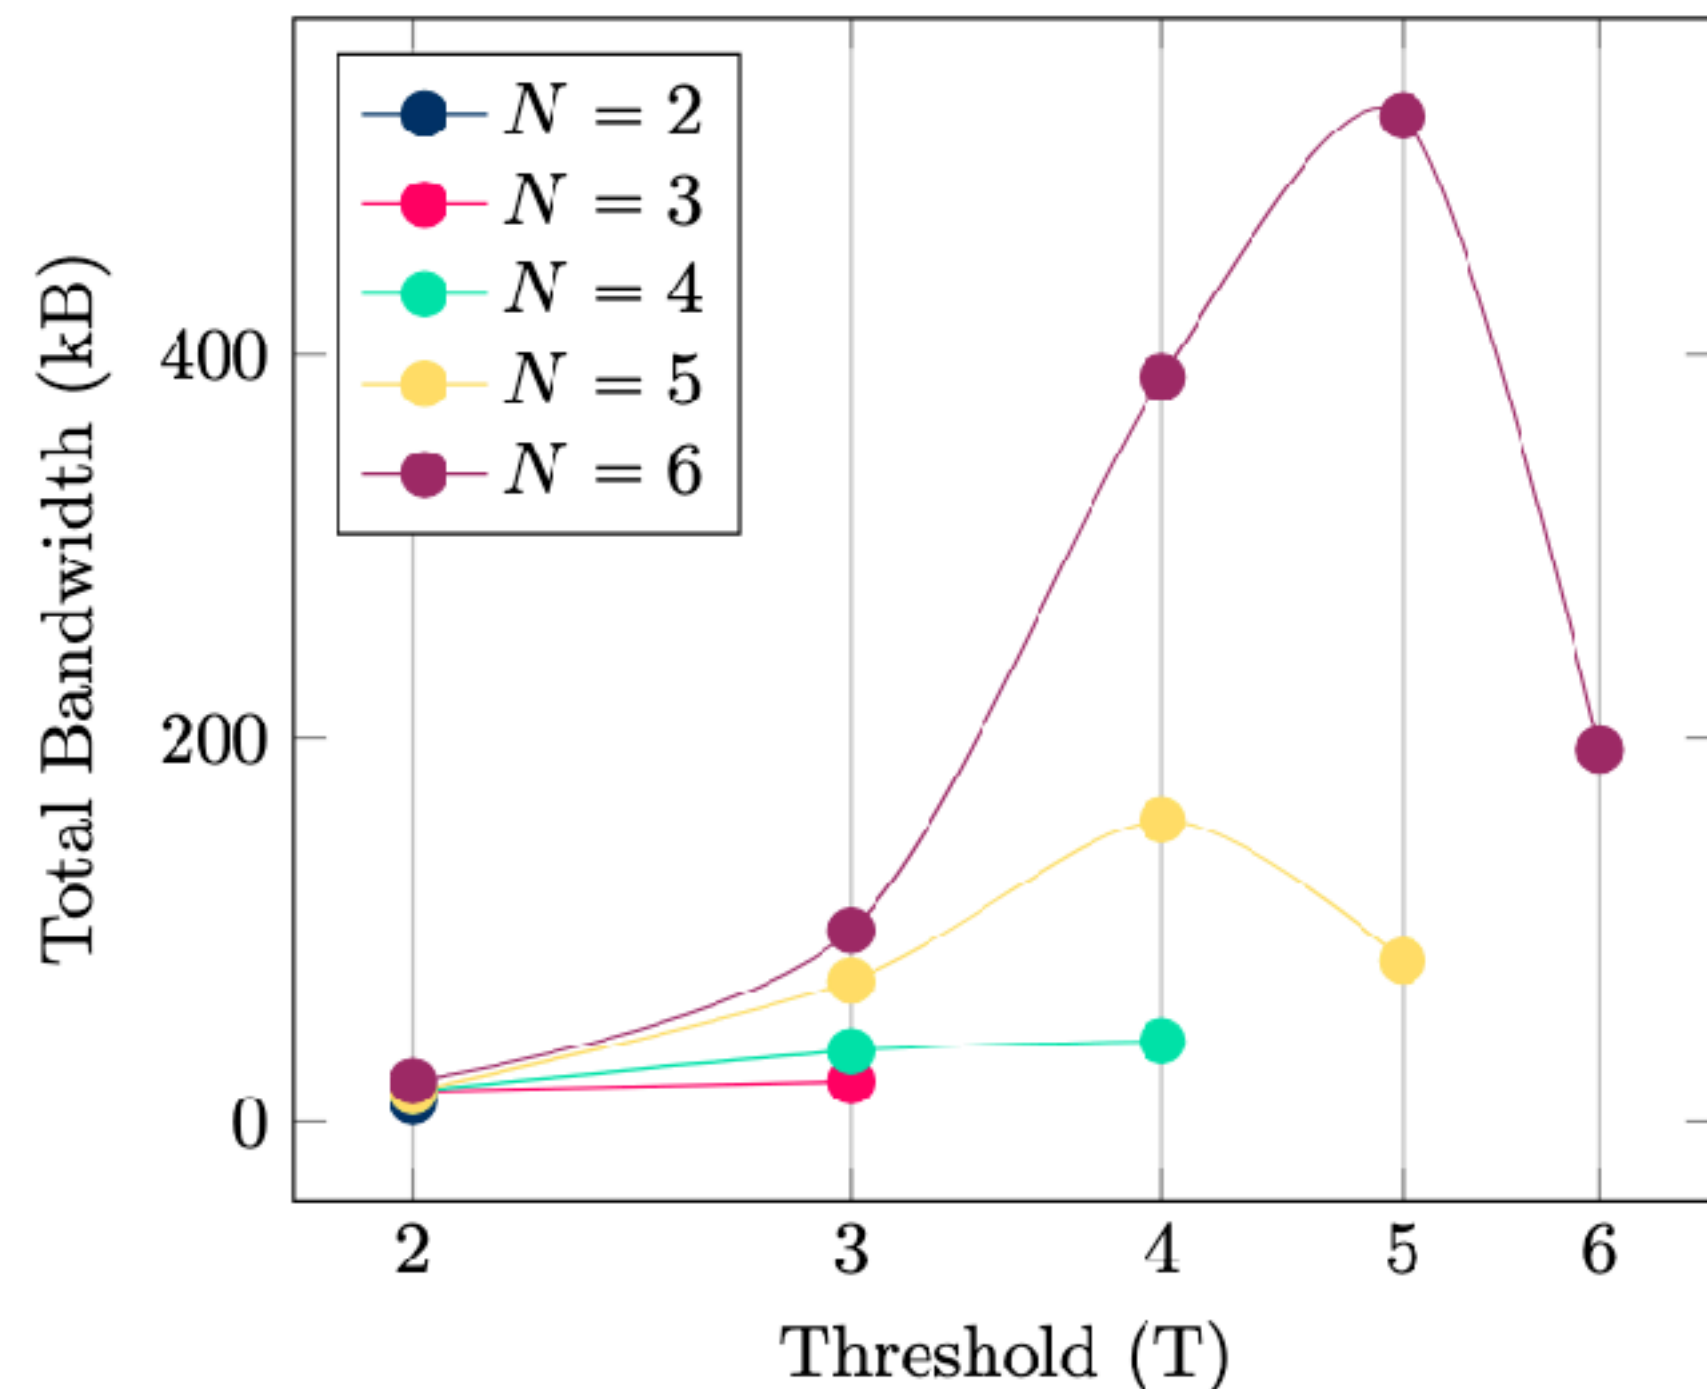 N = 2
N = 3
N = 4
N = 5
N = 6
Total Bandwidth (kB)
400
200
0
2 3 4 5 6
Threshold (T)